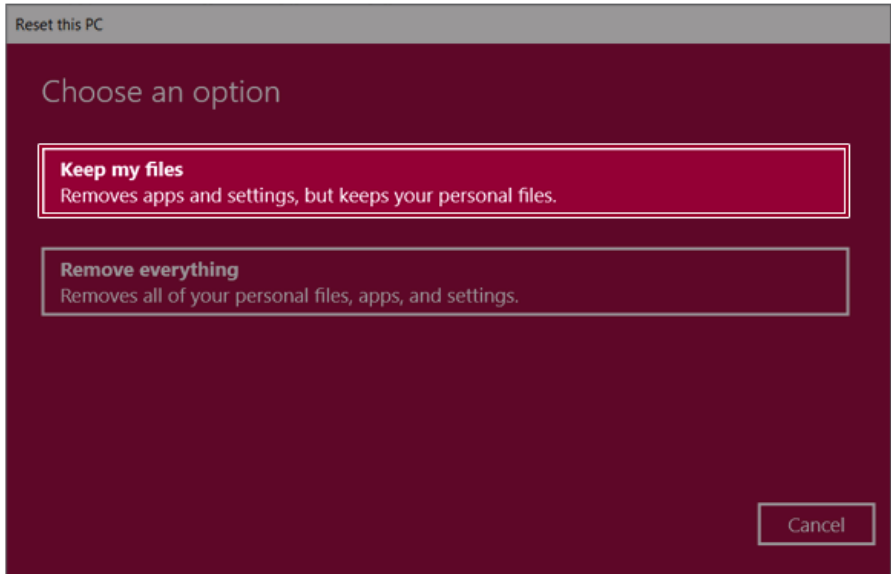 Reset this PC
Choose an option
Keep my files
Removes apps and settings, but keeps your personal files.
Remove everything
Removes all of your personal files, apps, and settings.
Cancel